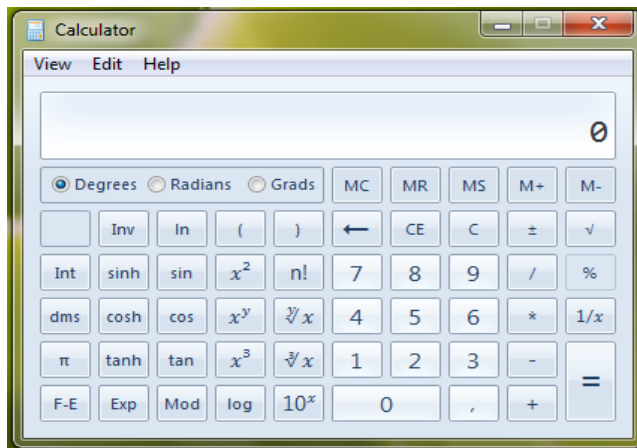 Calculator
View Edit Help
0
Degrees Radians Grads MC MR MS M+ M-
Inv ln ( ) ← CE C ± √
Int sinh sin x² n! 7 8 9 / %
dms cosh cos xʸ ʸ√x 4 5 6 * 1/x
π tanh tan x³ ³√x 1 2 3 - =
F-E Exp Mod log 10ˣ 0 , +